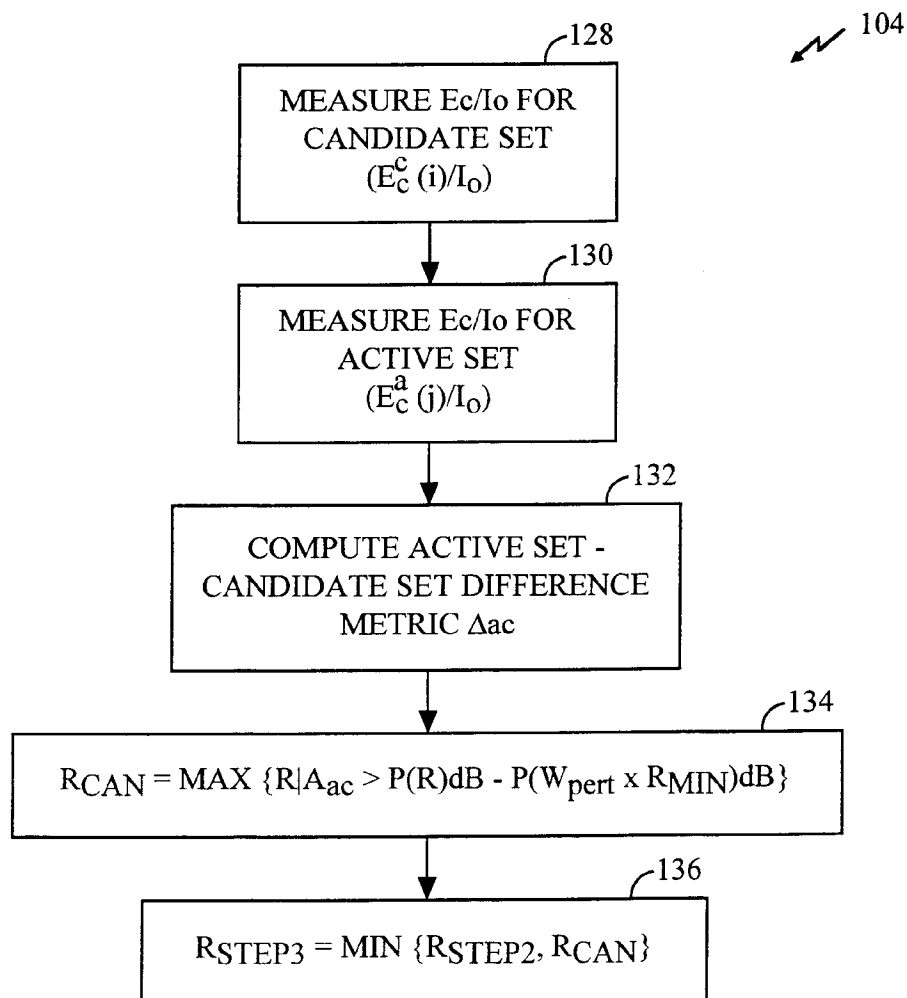 104
128
MEASURE Ec/Io FOR
CANDIDATE SET
(E_c^c (i)/I_o)
130
MEASURE Ec/Io FOR
ACTIVE SET
(E_c^a (j)/I_o)
132
COMPUTE ACTIVE SET -
CANDIDATE SET DIFFERENCE
METRIC Δac
134
R_CAN = MAX {R|A_ac > P(R)dB - P(W_pert x R_MIN)dB}
136
R_STEP3 = MIN {R_STEP2, R_CAN}